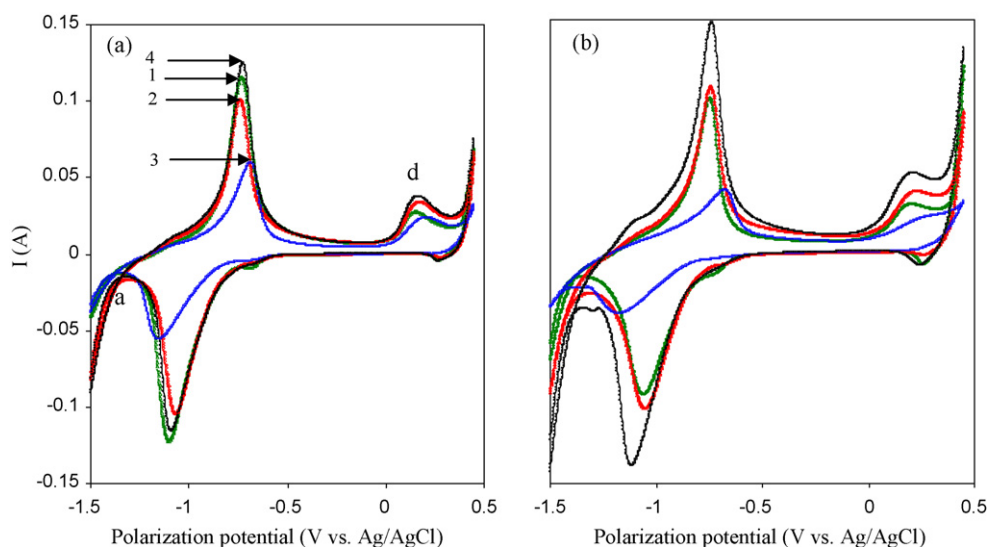 0.15
(a)
(b)
4
1
0.1
2
3
0.05
d
I (A)
0
a
-0.05
-0.1
-0.15
-1.5 -1 -0.5 0 0.5
-1.5 -1 -0.5 0 0.5
Polarization potential (V vs. Ag/AgCl)
Polarization potential (V vs. Ag/AgCl)